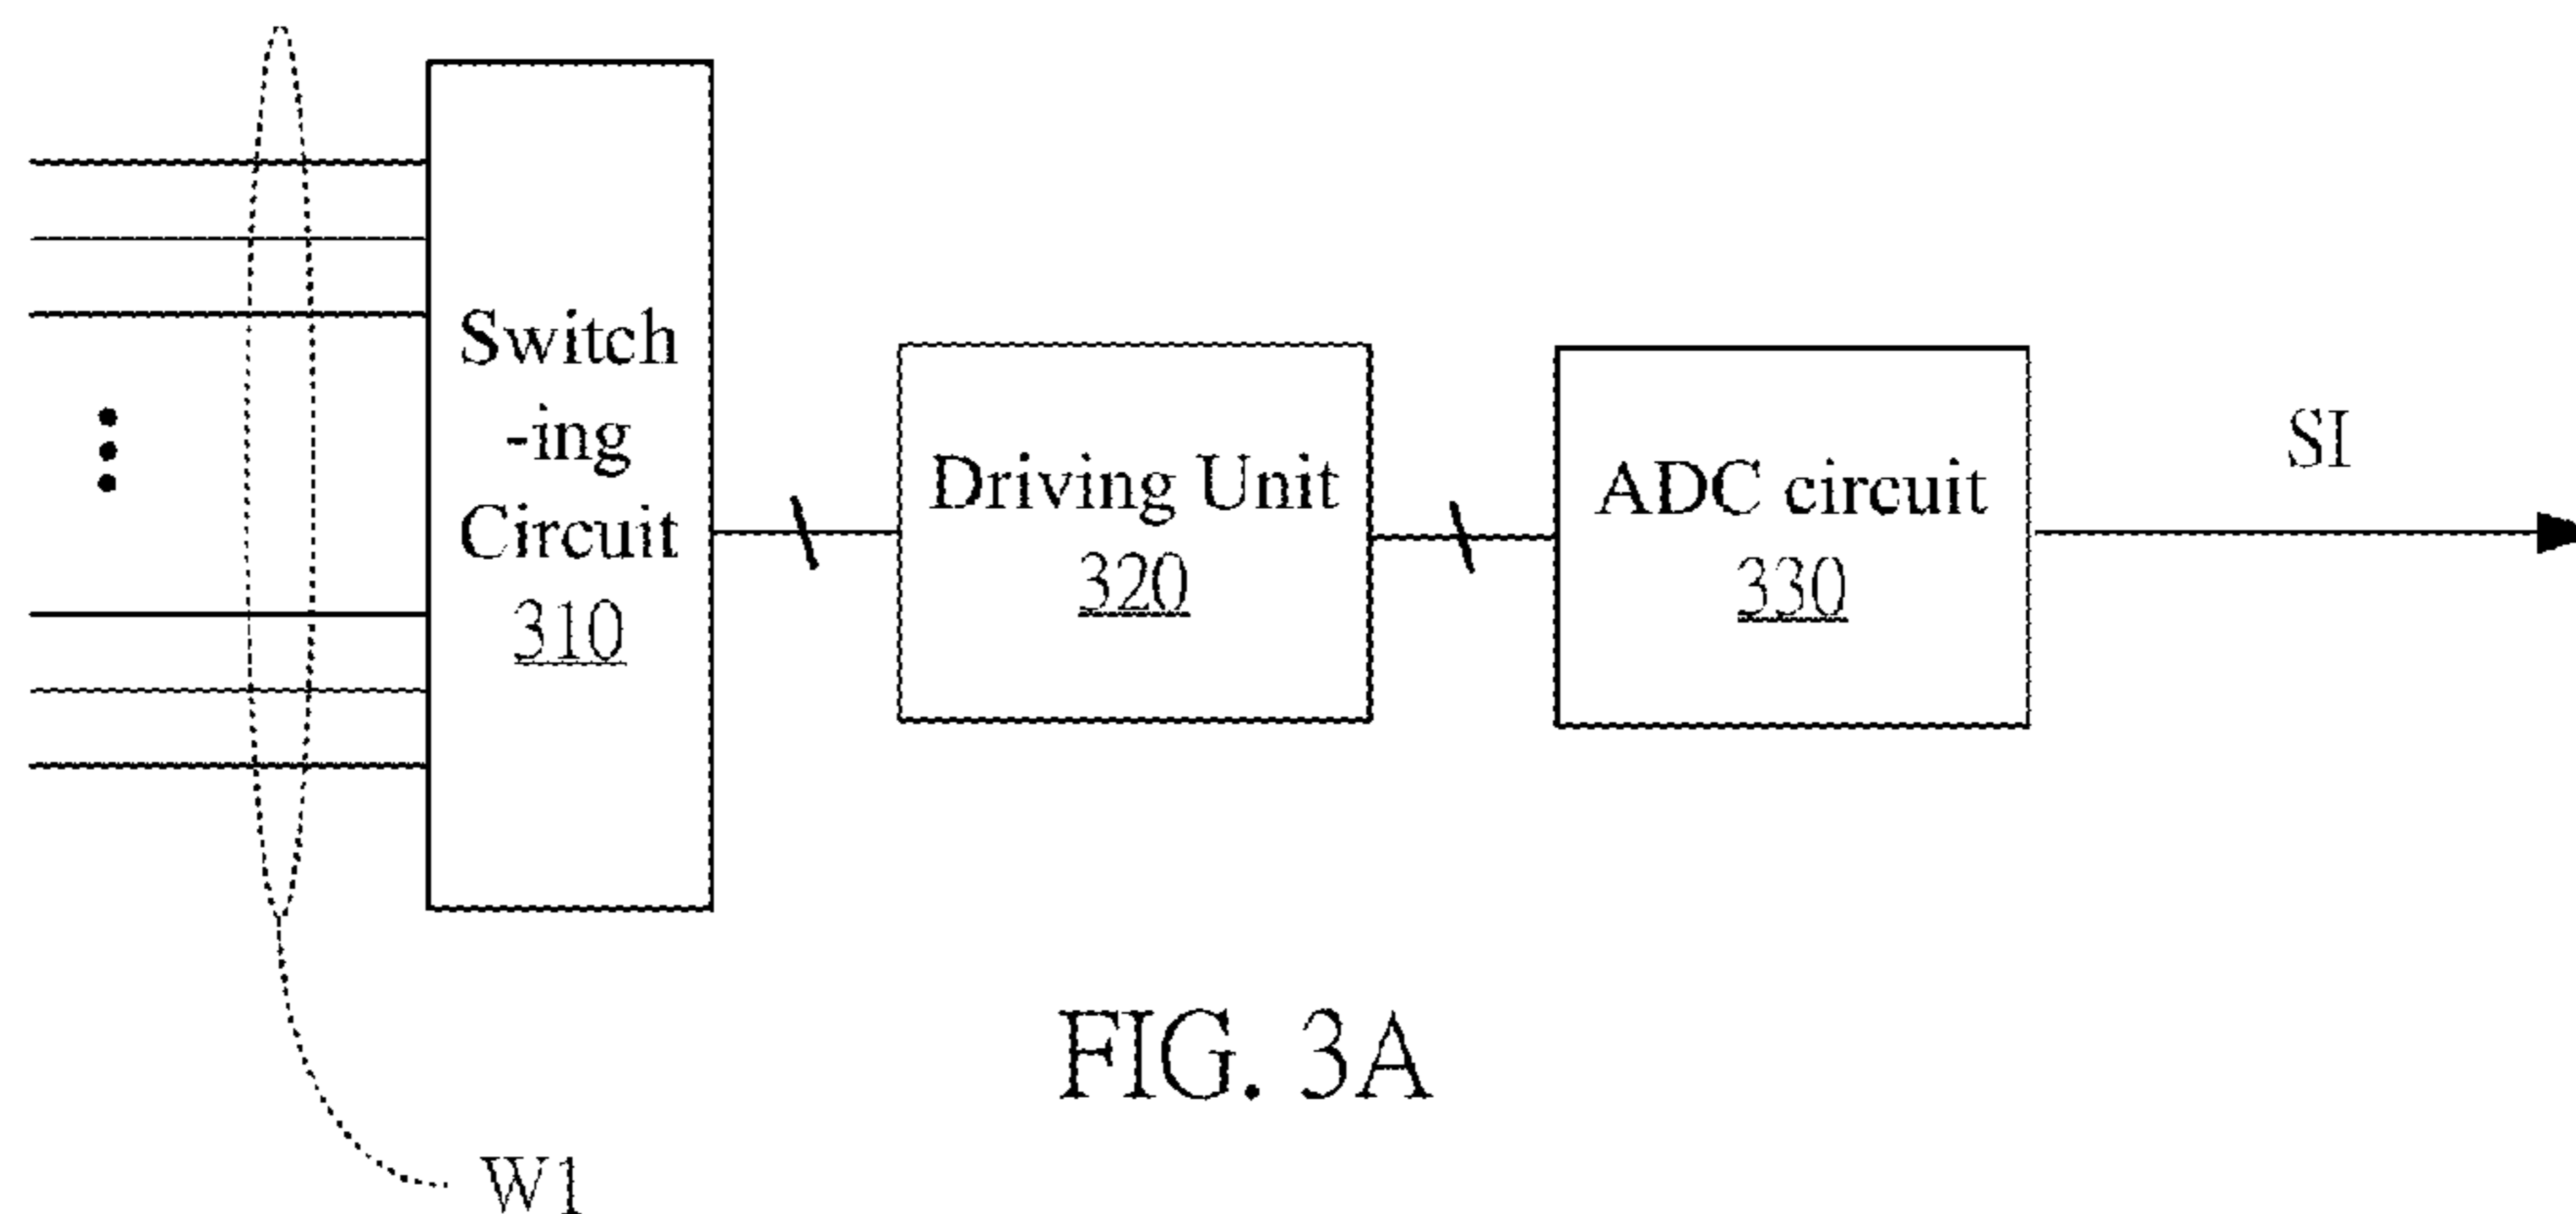 Switch
-ing
Circuit
310
Driving Unit
320
ADC circuit
330
SI
FIG. 3A
W1